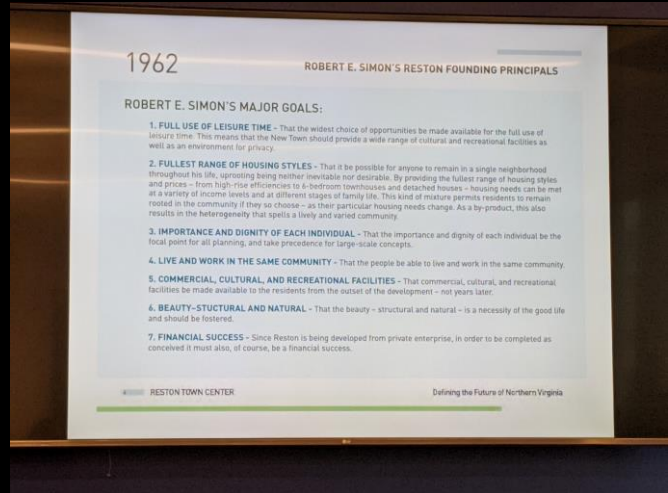 1962
ROBERT E. SIMON'S RESTON FOUNDING PRINCIPALS
ROBERT E. SIMON'S MAJOR GOALS:
1. FULL USE OF LEISURE TIME – That the widest choice of opportunities be made available for the full use of
leisure time. This means that the New Town should provide a wide range of cultural and recreational facilities as
well as an environment for privacy.
2. FULLEST RANGE OF HOUSING STYLES – That it be possible for anyone to remain in a single neighborhood
throughout his life, uprooting being neither inevitable nor desirable. By providing the fullest range of housing styles
and prices – from high-rise efficiencies to 6-bedroom townhouses and detached houses – housing needs can be met
at a variety of income levels and at different stages of family life. This kind of mixture permits residents to remain
rooted in the community if they so choose – as their particular housing needs change. As a by-product, this also
results in the heterogeneity that spells a lively and varied community.
3. IMPORTANCE AND DIGNITY OF EACH INDIVIDUAL – That the importance and dignity of each individual be the
focal point for all planning, and take precedence for large-scale concepts.
4. LIVE AND WORK IN THE SAME COMMUNITY – That the people be able to live and work in the same community.
5. COMMERCIAL, CULTURAL, AND RECREATIONAL FACILITIES – That commercial, cultural, and recreational
facilities be made available to the residents from the outset of the development – not years later.
6. BEAUTY–STUCTURAL AND NATURAL – That the beauty – structural and natural – is a necessity of the good life
and should be fostered.
7. FINANCIAL SUCCESS – Since Reston is being developed from private enterprise, in order to be completed as
conceived it must also, of course, be a financial success.
RESTON TOWN CENTER
Defining the Future of Northern Virginia